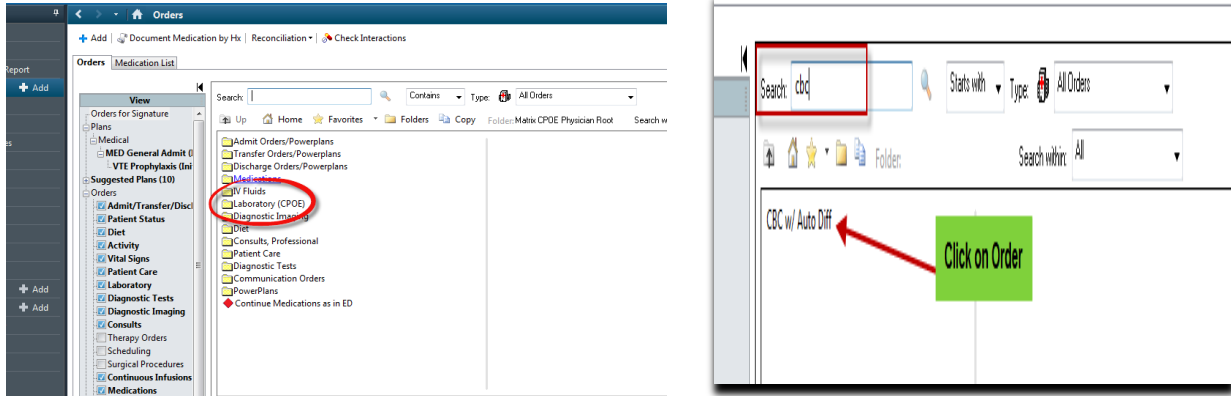 Orders
+ Add | Document Medication by Hx | Reconciliation | Check Interactions
Orders Medication List
Report
+ Add
View
Orders for Signature
Plans
Medical
MED General Admit (I
VTE Prophylaxis (Ini
Suggested Plans (10)
Orders
Admit/Transfer/Discl
Patient Status
Diet
Activity
Vital Signs
Patient Care
Laboratory
Diagnostic Tests
Diagnostic Imaging
Consults
Therapy Orders
Scheduling
Surgical Procedures
Continuous Infusions
Medications
es
+ Add
+ Add
Search: Contains Type: All Orders
Up Home Favorites Folders Copy Folder: Matrix CPOE Physician Root Search w
Admit Orders/Powerplans
Transfer Orders/Powerplans
Discharge Orders/Powerplans
Medications
IV Fluids
Laboratory (CPOE)
Diagnostic Imaging
Diet
Consults, Professional
Patient Care
Diagnostic Tests
Communication Orders
PowerPlans
Continue Medications as in ED
Search: cbc Starts with Type: All Orders
Folder: Search within: All
CBC w/ Auto Diff
Click on Order